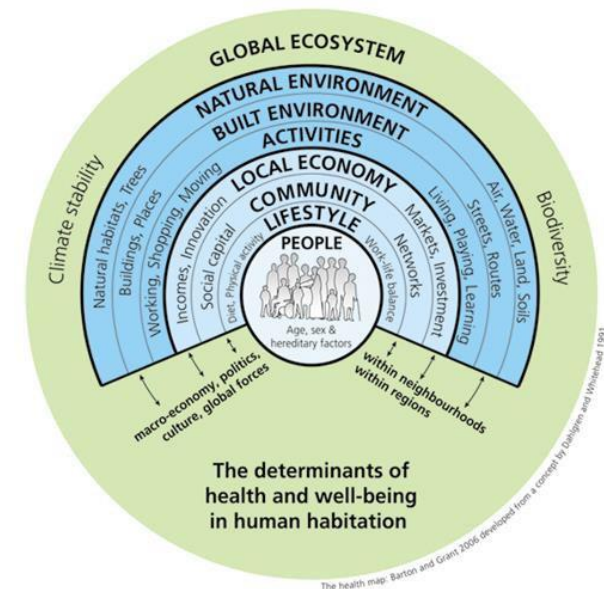 GLOBAL ECOSYSTEM
NATURAL ENVIRONMENT
BUILT ENVIRONMENT
ACTIVITIES
LOCAL ECONOMY
COMMUNITY
LIFESTYLE
PEOPLE
Age, sex &
hereditary factors
Climate stability
Natural habitats, Trees
Buildings, Places
Working, Shopping, Moving
Incomes, Innovation
Social capital
Diet, Physical activity
Work-life balance
Networks
Markets, Investment
Living, Playing, Learning
Streets, Routes
Air, Water, Land, Soils
Biodiversity
macro-economy, politics,
culture, global forces
within neighbourhoods
within regions
The determinants of
health and well-being
in human habitation
The health map: Barton and Grant 2006 developed from a concept by Dahlgren and Whitehead 1991